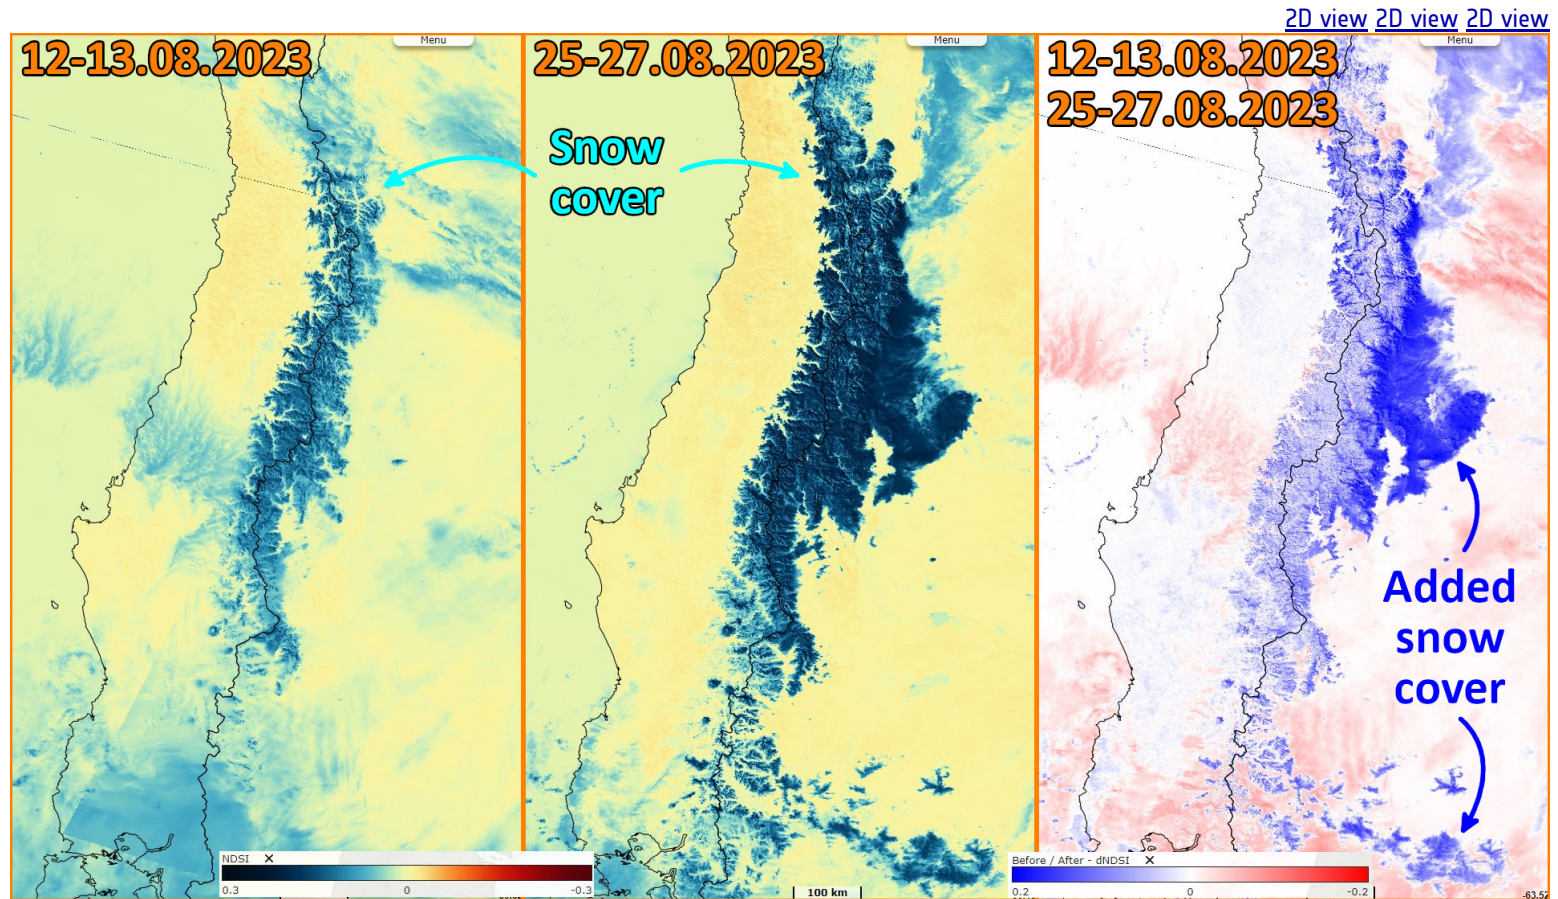 2D view 2D view 2D view
Menu
Menu
Menu
12-13.08.2023
25-27.08.2023
12-13.08.2023
25-27.08.2023
Snow
cover
Added
snow
cover
NDSI ×
0.3 0 -0.3
100 km
Before / After - dNDSI ×
0.2 0 -0.2
-63.52